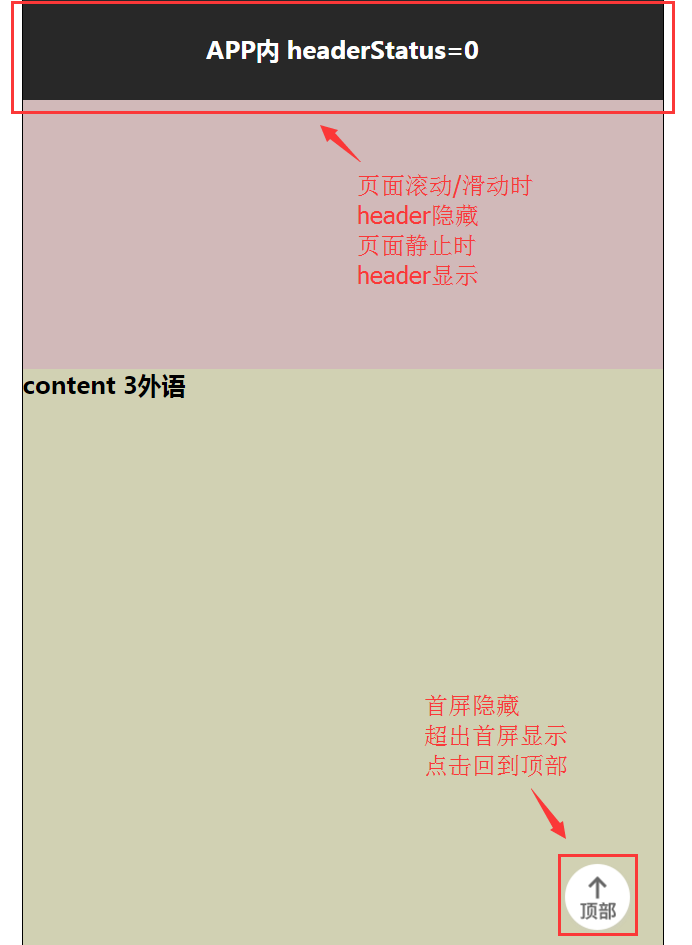 APP内 headerStatus=0
页面滚动/滑动时
header隐藏
页面静止时
header显示
content 3外语
首屏隐藏
超出首屏显示
点击回到顶部
顶部